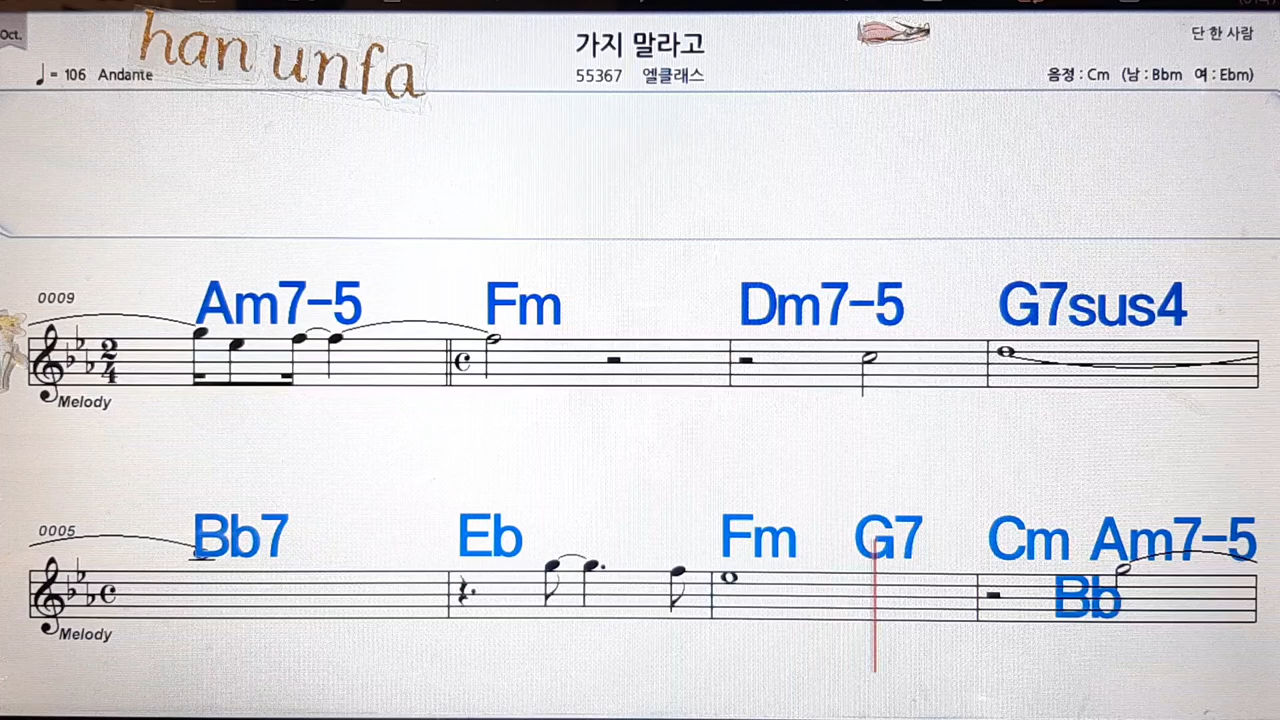 Oct.
han unfa
가지 말라고
단 한 사람
♩= 106 Andante
55367 엘클래스
음정 : Cm (남 : Bbm 여 : Ebm)
0009
Am7-5 Fm Dm7-5 G7sus4
2/4
Melody
0005
Bb7 Eb Fm G7 Cm Am7-5
Bb
Melody